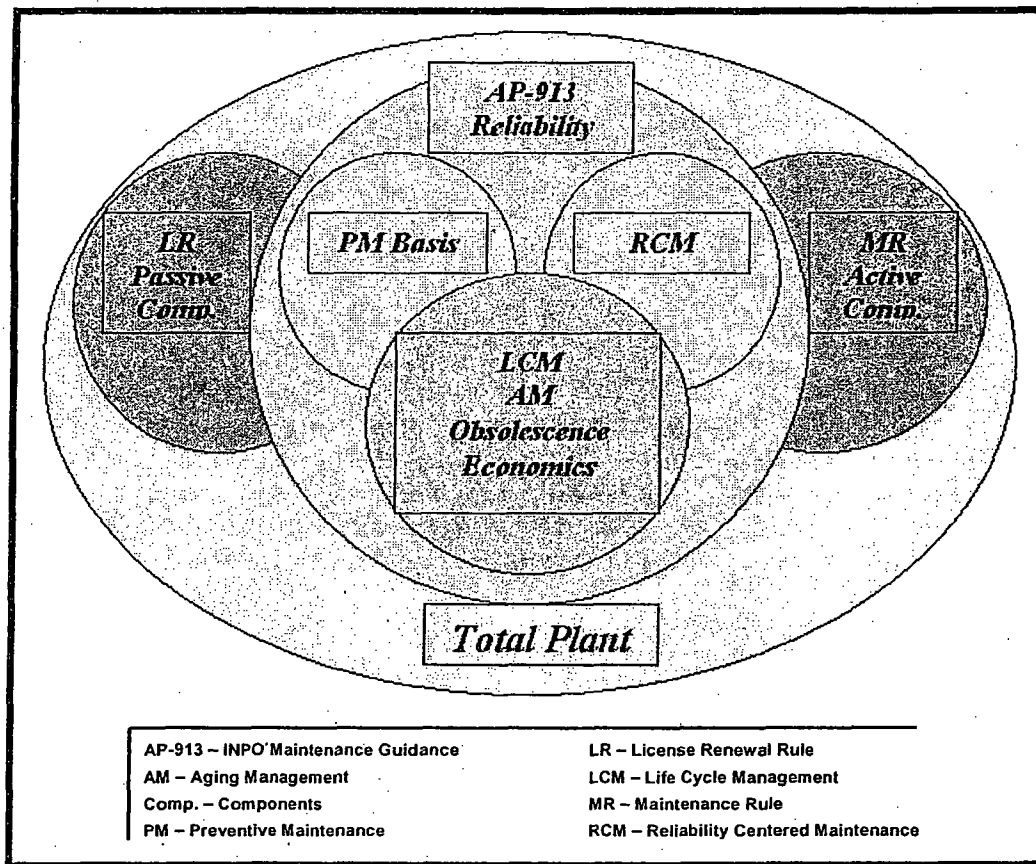 AP-913
Reliability
LR
Passive
Comp.
PM Basis
RCM
MR
Active
Comp.
LCM
AM
Obsolescence
Economics
Total Plant
AP-913 – INPO Maintenance Guidance
AM – Aging Management
Comp. – Components
PM – Preventive Maintenance
LR – License Renewal Rule
LCM – Life Cycle Management
MR – Maintenance Rule
RCM – Reliability Centered Maintenance